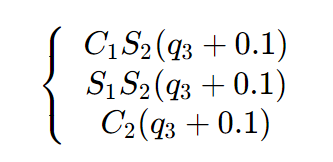 C₁S₂(q₃ + 0.1)
S₁S₂(q₃ + 0.1)
C₂(q₃ + 0.1)